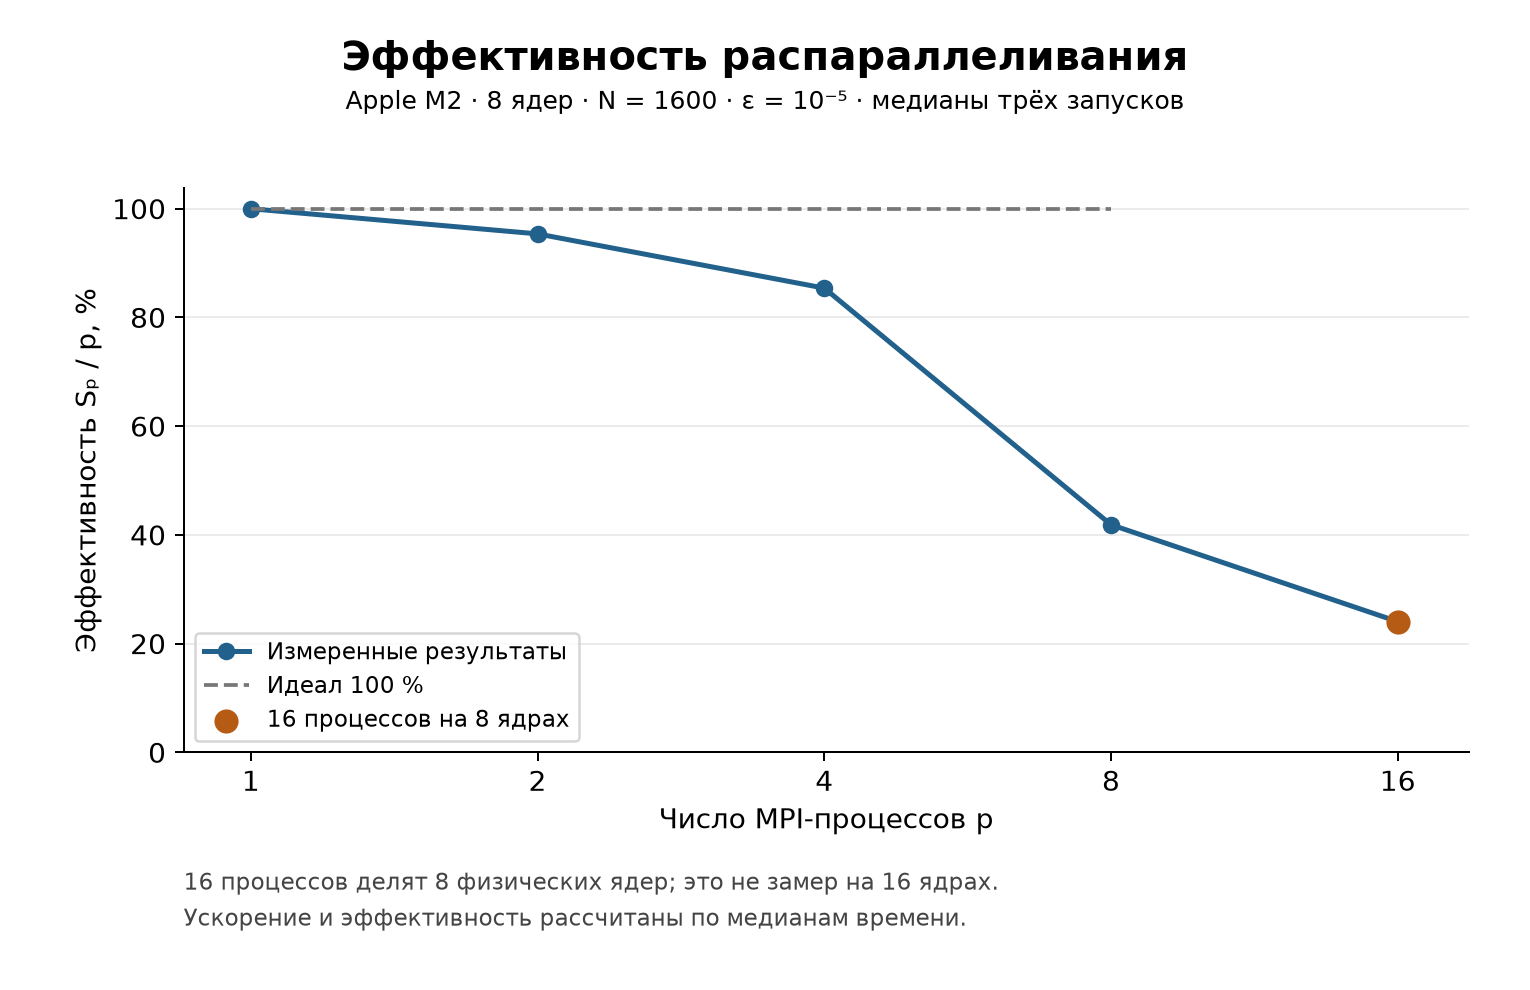 Эффективность распараллеливания
Apple M2 · 8 ядер · N = 1600 · ε = 10⁻⁵ · медианы трёх запусков
Эффективность Sₚ / p, %
100
80
60
40
20
0
Измеренные результаты
Идеал 100 %
16 процессов на 8 ядрах
1 2 4 8 16
Число MPI-процессов p
16 процессов делят 8 физических ядер; это не замер на 16 ядрах.
Ускорение и эффективность рассчитаны по медианам времени.